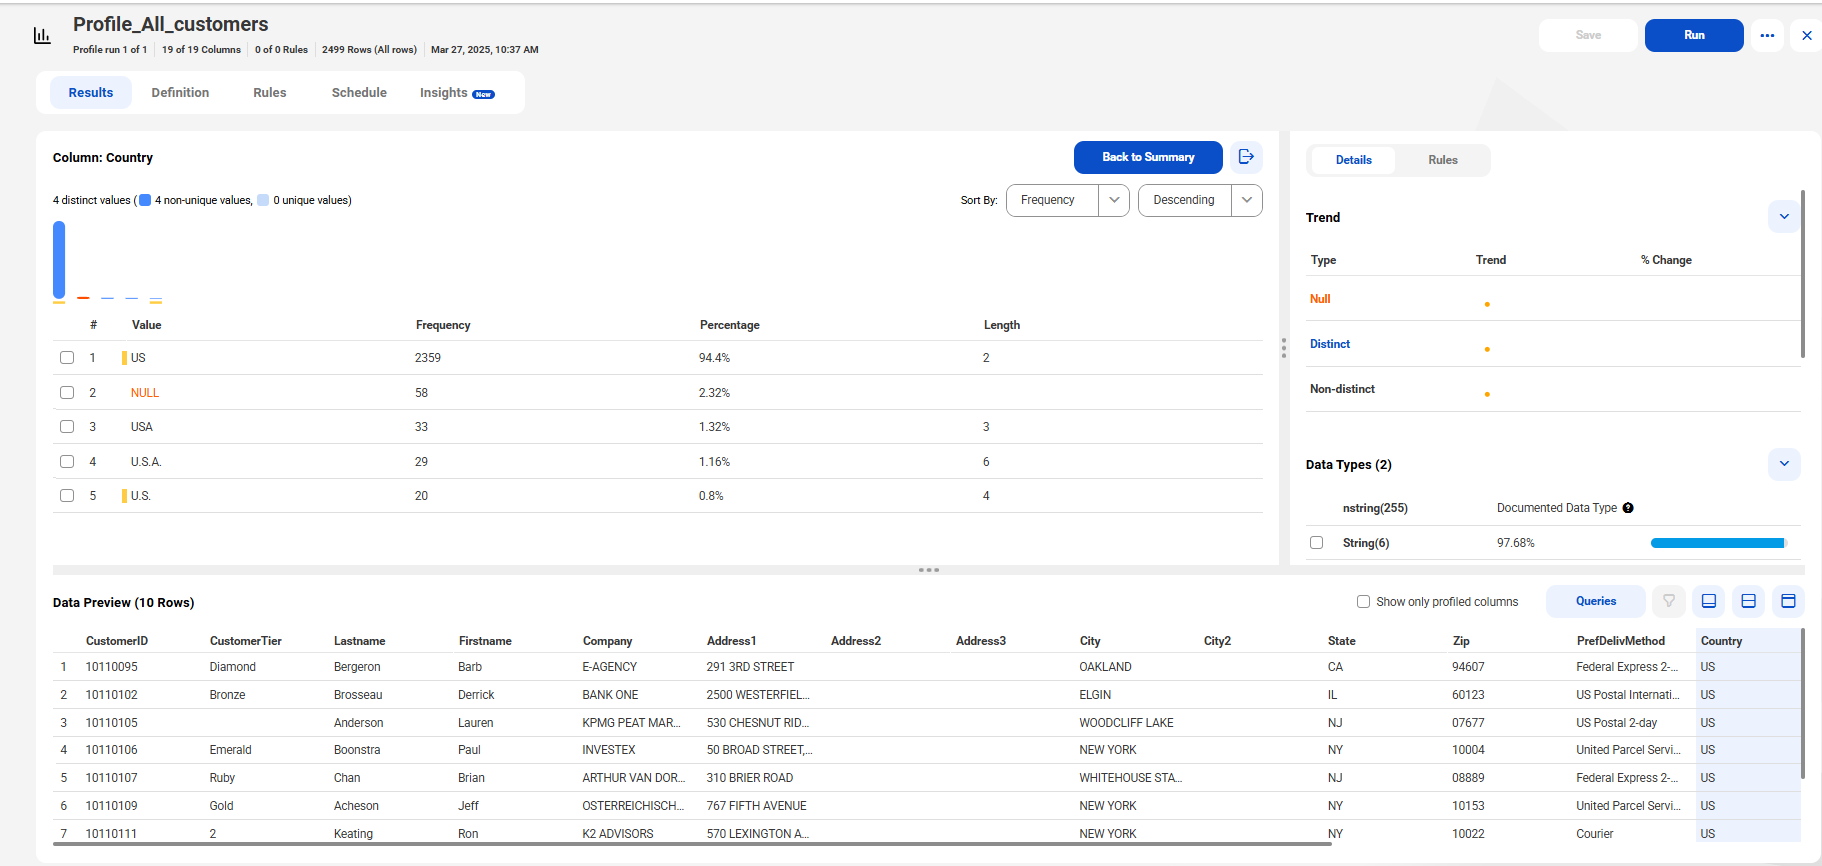 Profile_All_customers
Profile run 1 of 1 19 of 19 Columns 0 of 0 Rules 2499 Rows (All rows) Mar 27, 2025, 10:37 AM
Save Run
Results Definition Rules Schedule Insights New
Column: Country Back to Summary
4 distinct values ( 4 non-unique values, 0 unique values) Sort By: Frequency Descending
# Value Frequency Percentage Length
1 US 2359 94.4% 2
2 NULL 58 2.32%
3 USA 33 1.32% 3
4 U.S.A. 29 1.16% 6
5 U.S. 20 0.8% 4
Details Rules
Trend
Type Trend % Change
Null
Distinct
Non-distinct
Data Types (2)
nstring(255) Documented Data Type ?
String(6) 97.68%
Data Preview (10 Rows) Show only profiled columns Queries
CustomerID CustomerTier Lastname Firstname Company Address1 Address2 Address3 City City2 State Zip PrefDelivMethod Country
1 10110095 Diamond Bergeron Barb E-AGENCY 291 3RD STREET OAKLAND CA 94607 Federal Express 2-... US
2 10110102 Bronze Brosseau Derrick BANK ONE 2500 WESTERFIEL... ELGIN IL 60123 US Postal Internati... US
3 10110105 Anderson Lauren KPMG PEAT MAR... 530 CHESNUT RID... WOODCLIFF LAKE NJ 07677 US Postal 2-day US
4 10110106 Emerald Boonstra Paul INVESTEX 50 BROAD STREET,... NEW YORK NY 10004 United Parcel Servi... US
5 10110107 Ruby Chan Brian ARTHUR VAN DOR... 310 BRIER ROAD WHITEHOUSE STA... NJ 08889 Federal Express 2-... US
6 10110109 Gold Acheson Jeff OSTERREICHISCH... 767 FIFTH AVENUE NEW YORK NY 10153 United Parcel Servi... US
7 10110111 2 Keating Ron K2 ADVISORS 570 LEXINGTON A... NEW YORK NY 10022 Courier US